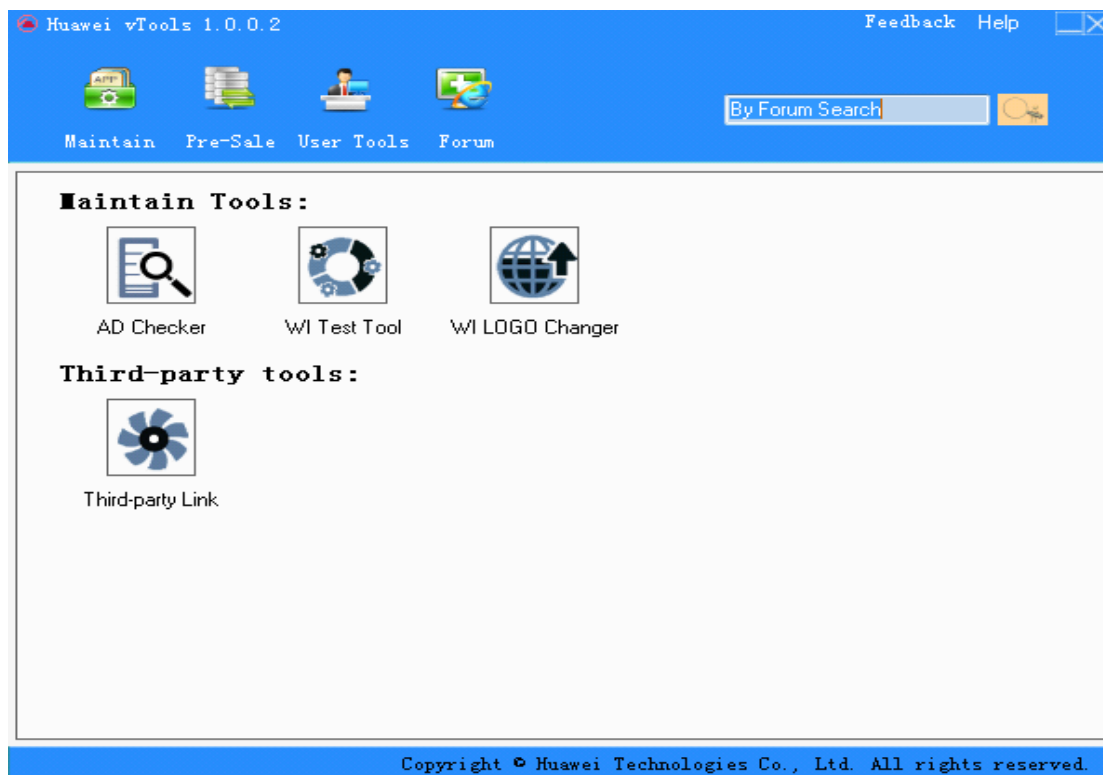 Huawei vTools 1.0.0.2 Feedback Help
APP
Maintain Pre-Sale User Tools Forum
By Forum Search
Maintain Tools:
AD Checker WI Test Tool WI LOGO Changer
Third-party tools:
Third-party Link
Copyright © Huawei Technologies Co., Ltd. All rights reserved.